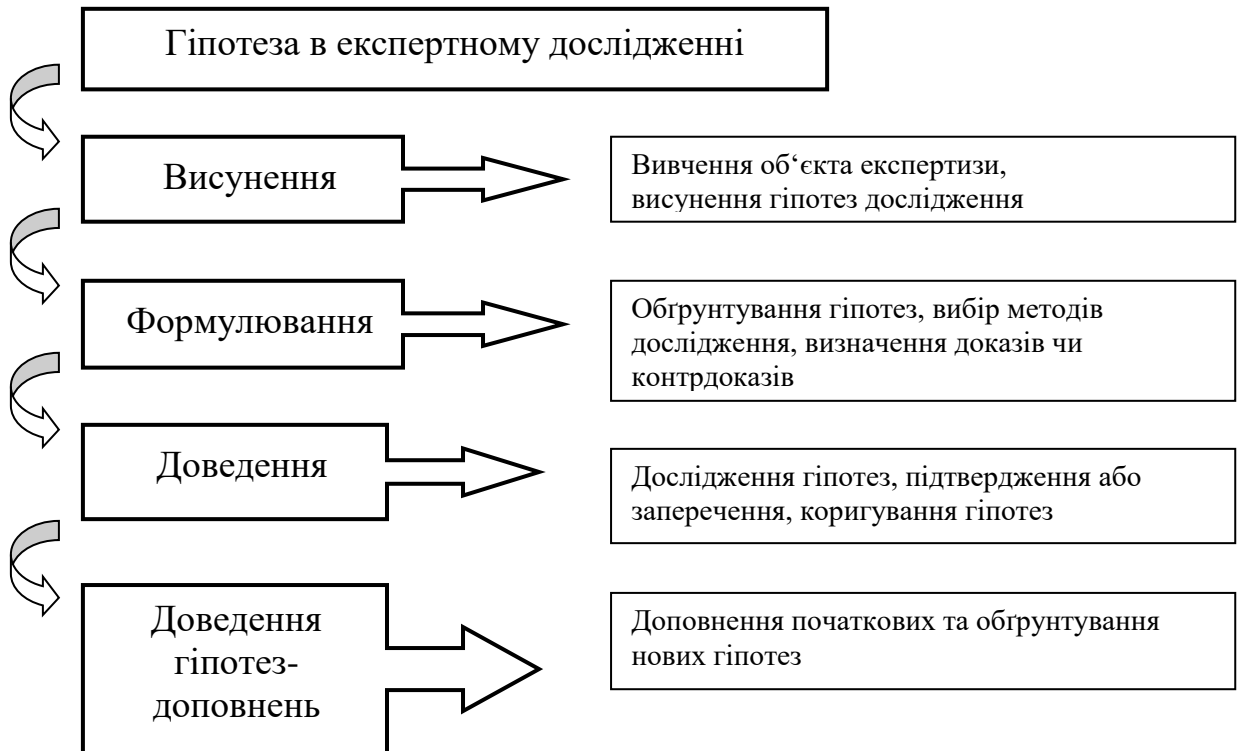 Гіпотеза в експертному дослідженні
Висунення
Вивчення об‘єкта експертизи,
висунення гіпотез дослідження
Формулювання
Обґрунтування гіпотез, вибір методів
дослідження, визначення доказів чи
контрдоказів
Доведення
Дослідження гіпотез, підтвердження або
заперечення, коригування гіпотез
Доведення
гіпотез-
доповнень
Доповнення початкових та обґрунтування
нових гіпотез